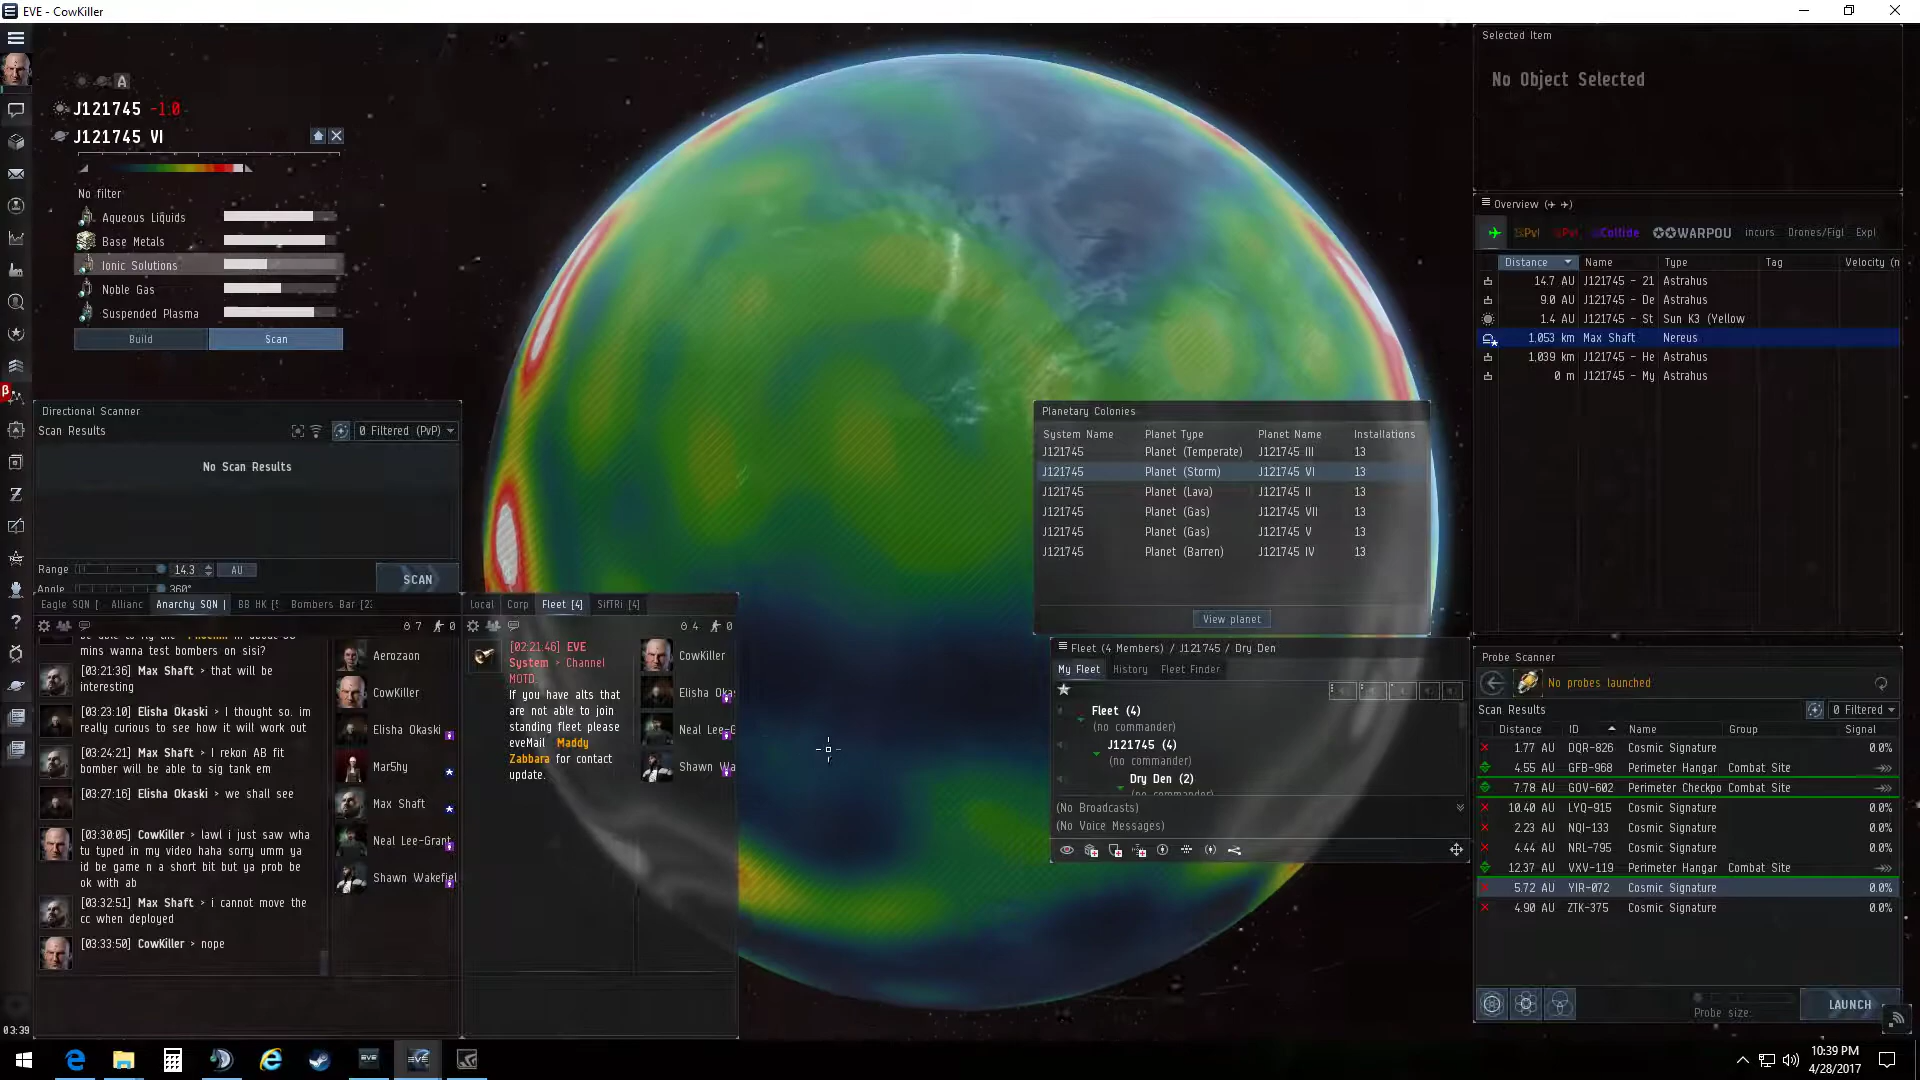 EVE - CowKiller
A
J121745 -1.0
J121745 VI
No filter
Aqueous Liquids
Base Metals
Ionic Solutions
Noble Gas
Suspended Plasma
Build
Scan
Directional Scanner
Scan Results
0 Filtered (PvP)
No Scan Results
Range
14.3
AU
SCAN
Angle
360°
Eagle SQN [
Allianc
Anarchy SQN [
BB HK [5
Bombers Bar [23
7
0
mins wanna test bombers on sisi?
[03:21:36] Max Shaft > that will be
interesting
[03:23:10] Elisha Okaski > I thought so. im
really curious to see how it will work out
[03:24:21] Max Shaft > I rekon AB fit
bomber will be able to sig tank em
[03:27:16] Elisha Okaski > we shall see
[03:30:05] CowKiller > lawl i just saw wha
tu typed in my video haha sorry umm ya
id be game n a short bit but ya prob be
ok with ab
[03:32:51] Max Shaft > i cannot move the
cc when deployed
[03:33:50] CowKiller > nope
Aerozaon
CowKiller
Elisha Okaski
Mar5hy
Max Shaft
Neal Lee-Grant
Shawn Wakefiel
Local
Corp
Fleet [4]
SifTRi [4]
4
0
[02:21:46] EVE
System > Channel
MOTD:
If you have alts that
are not able to join
standing fleet please
eveMail Maddy
Zabbara for contact
update.
CowKiller
Elisha Oka
Neal Lee-G
Shawn Wa
Planetary Colonies
System Name Planet Type Planet Name Installations
J121745 Planet (Temperate) J121745 III 13
J121745 Planet (Storm) J121745 VI 13
J121745 Planet (Lava) J121745 II 13
J121745 Planet (Gas) J121745 VII 13
J121745 Planet (Gas) J121745 V 13
J121745 Planet (Barren) J121745 IV 13
View planet
Fleet (4 Members) / J121745 / Dry Den
My Fleet
History
Fleet Finder
Fleet (4)
(no commander)
J121745 (4)
(no commander)
Dry Den (2)
(no commander)
(No Broadcasts)
(No Voice Messages)
Selected Item
No Object Selected
Overview
PvI
PvI
Collide
WARPOU
incurs
Drones/Figl
Expl
Distance Name Type Tag Velocity (m
14.7 AU J121745 - 21 Astrahus
9.0 AU J121745 - De Astrahus
1.4 AU J121745 - St Sun K3 (Yellow
1,053 km Max Shaft Nereus
1,039 km J121745 - He Astrahus
0 m J121745 - My Astrahus
Probe Scanner
No probes launched
Scan Results
0 Filtered
Distance ID Name Group Signal
1.77 AU DQR-826 Cosmic Signature 0.0%
4.55 AU GFB-968 Perimeter Hangar Combat Site
7.78 AU GOV-602 Perimeter Checkpo Combat Site
10.40 AU LYQ-915 Cosmic Signature 0.0%
2.23 AU NQI-133 Cosmic Signature 0.0%
4.44 AU NRL-795 Cosmic Signature 0.0%
12.37 AU VXV-119 Perimeter Hangar Combat Site
5.72 AU YIR-072 Cosmic Signature 0.0%
4.90 AU ZTK-375 Cosmic Signature 0.0%
Probe size:
LAUNCH
03:39
10:39 PM
4/28/2017